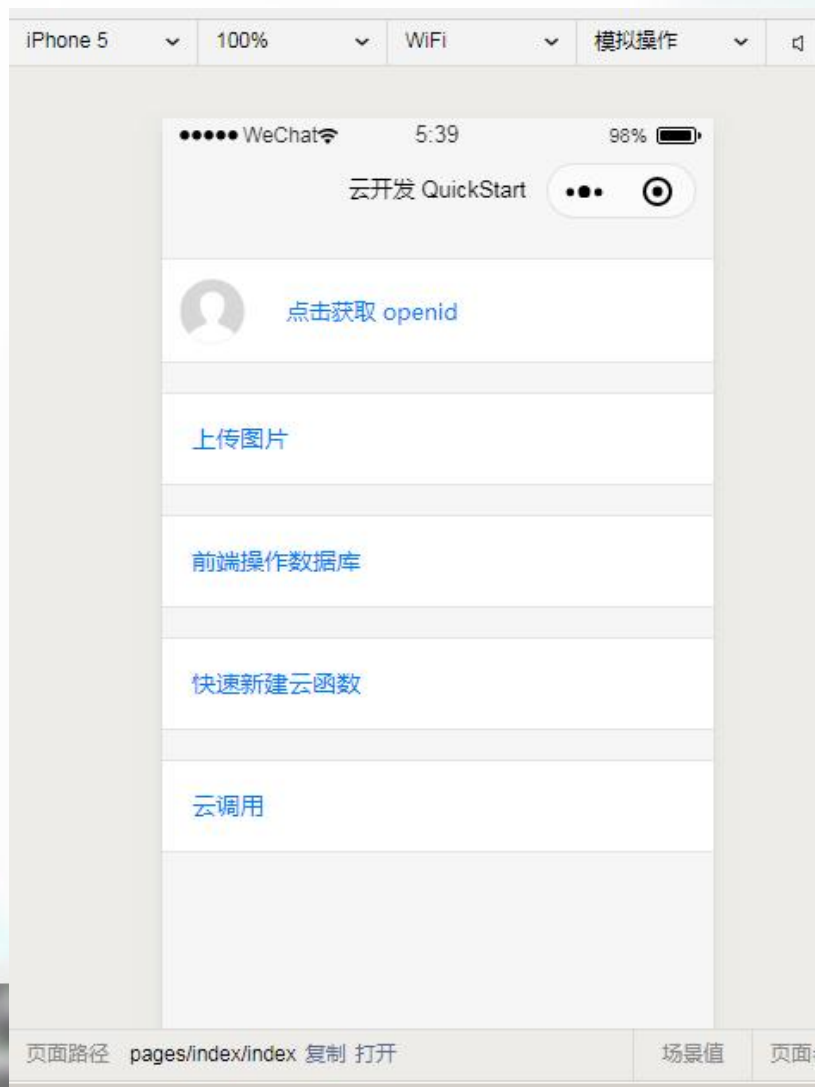 iPhone 5 100% WiFi 模拟操作
WeChat 5:39 98%
云开发 QuickStart
点击获取 openid
上传图片
前端操作数据库
快速新建云函数
云调用
页面路径 pages/index/index 复制 打开 场景值 页面